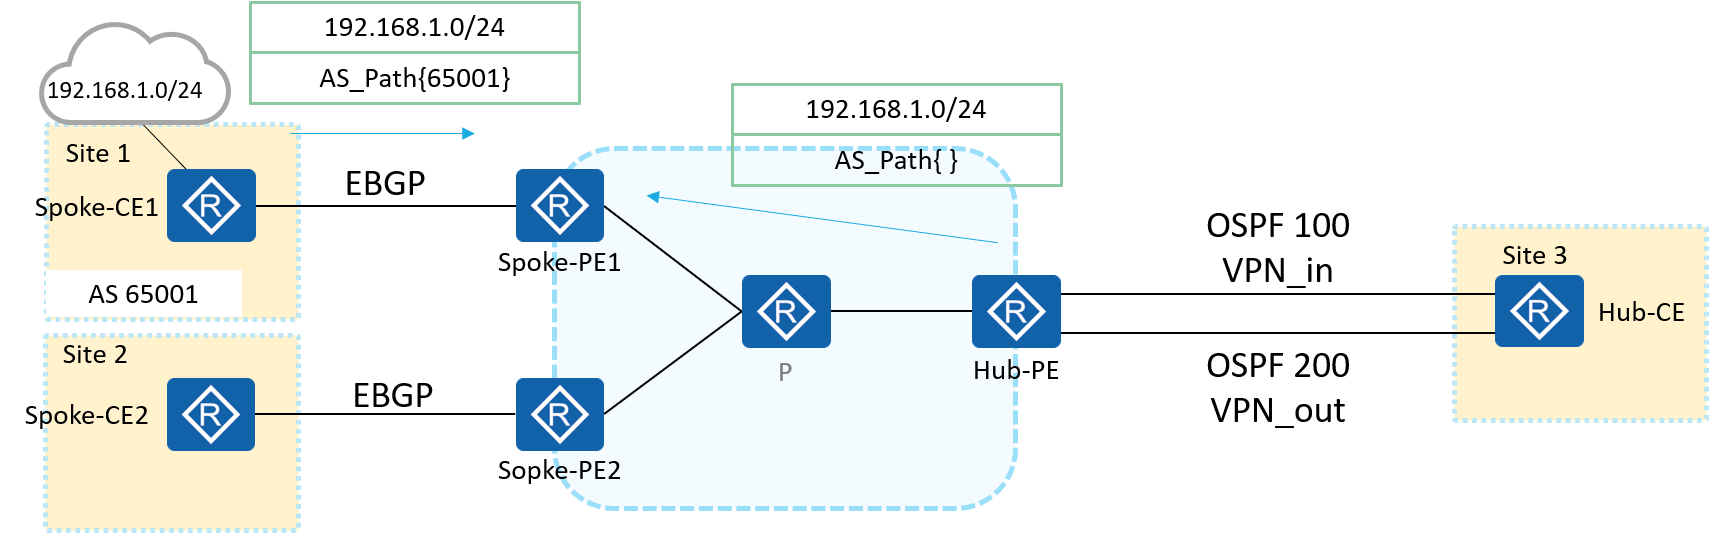 192.168.1.0/24
AS_Path{65001}
192.168.1.0/24
192.168.1.0/24
AS_Path{ }
Site 1
Spoke-CE1
R
EBGP
R
Spoke-PE1
AS 65001
OSPF 100
VPN_in
Site 3
R
P
R
Hub-PE
R
Hub-CE
OSPF 200
VPN_out
Site 2
Spoke-CE2
R
EBGP
R
Sopke-PE2